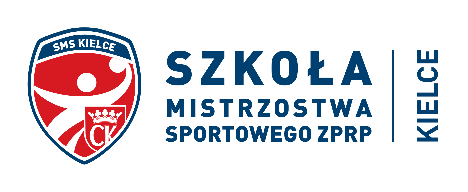 SMS KIELCE
CK
SZKOŁA
MISTRZOSTWA
SPORTOWEGO ZPRP
KIELCE